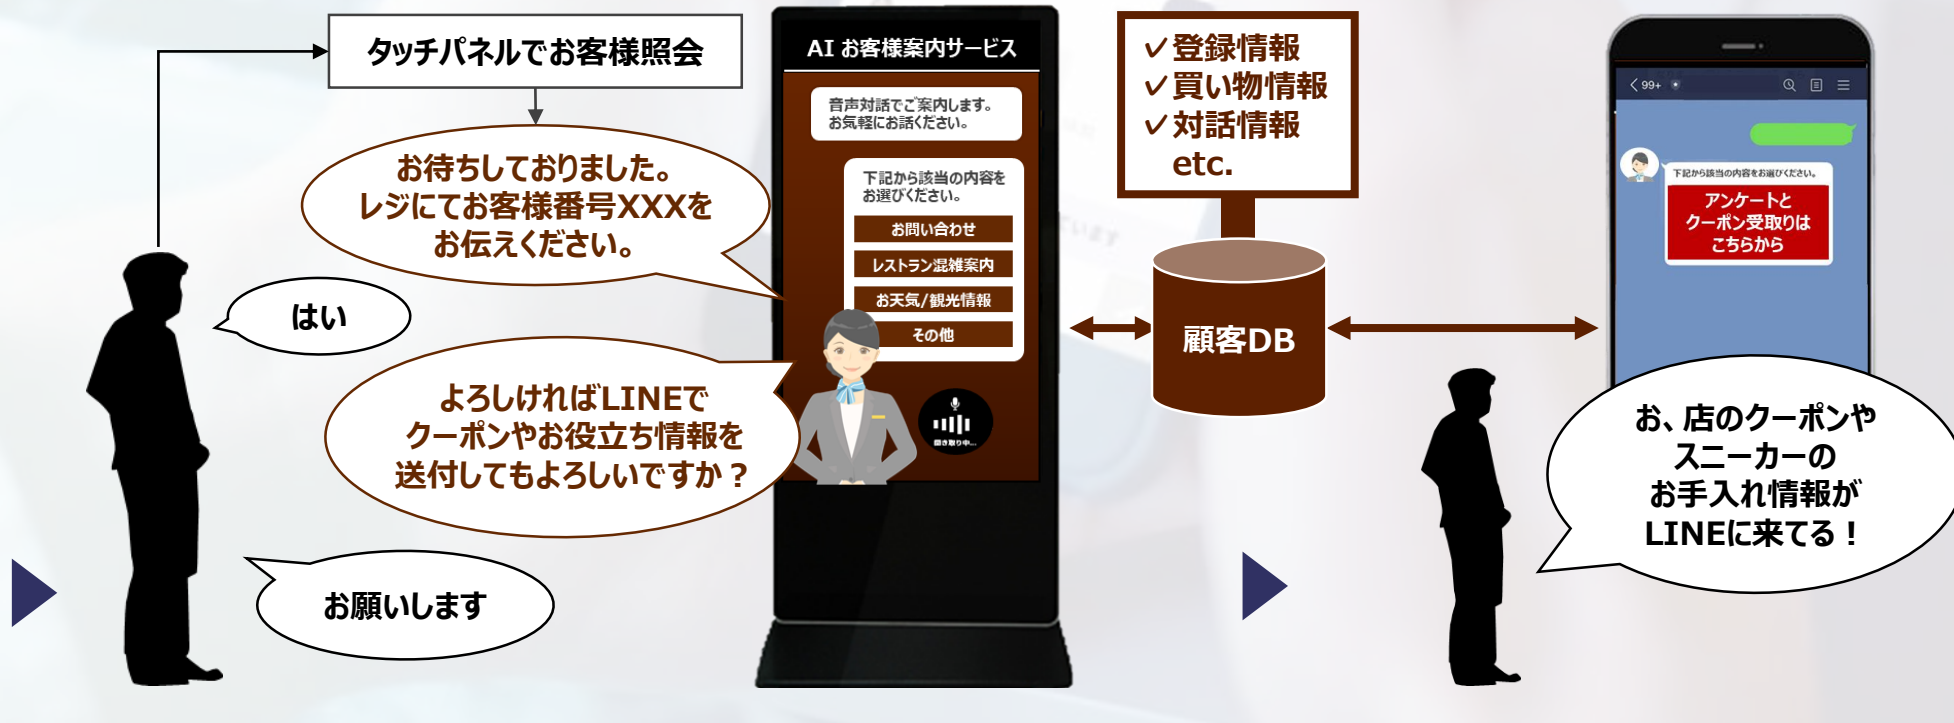 タッチパネルでお客様照会
お待ちしておりました。
レジにてお客様番号XXXを
お伝えください。
はい
よろしければLINEで
クーポンやお役立ち情報を
送付してもよろしいですか？
お願いします
AI お客様案内サービス
音声対話でご案内します。
お気軽にお話ください。
下記から該当の内容を
お選びください。
お問い合わせ
レストラン混雑案内
お天気/観光情報
その他
聞き取り中...
✓登録情報
✓買い物情報
✓対話情報
etc.
顧客DB
99+
下記から該当の内容をお選びください。
アンケートと
クーポン受取りは
こちらから
お、店のクーポンや
スニーカーの
お手入れ情報が
LINEに来てる！